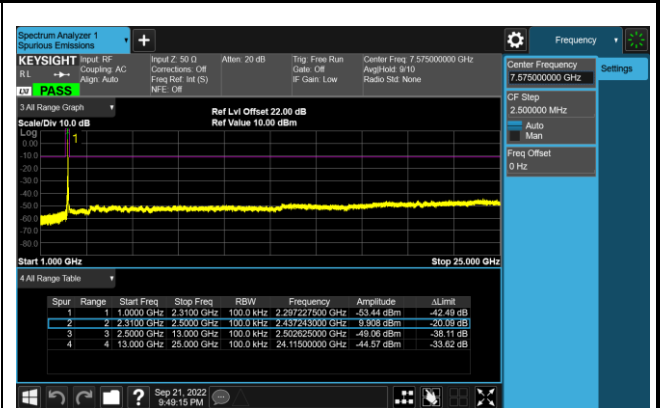 Spectrum Analyzer 1
Spurious Emissions
Frequency
KEYSIGHT
Input: RF
Coupling: AC
Align: Auto
Input Z: 50 Ω
Corrections: Off
Freq Ref: Int (S)
NFE: Off
Atten: 20 dB
Trig: Free Run
Gate: Off
IF Gain: Low
Center Freq: 7.575000000 GHz
Avg|Hold: 9/10
Radio Std: None
RL
LXI
PASS
Center Frequency
7.575000000 GHz
Settings
CF Step
2.500000 MHz
Auto
Man
Freq Offset
0 Hz
3 All Range Graph
Scale/Div 10.0 dB
Ref Lvl Offset 22.00 dB
Ref Value 10.00 dBm
Log
1
0.00
-10.0
-20.0
-30.0
-40.0
-50.0
-60.0
-70.0
-80.0
Start 1.000 GHz
Stop 25.000 GHz
4 All Range Table
Spur Range Start Freq Stop Freq RBW Frequency Amplitude ΔLimit
1 1 1.0000 GHz 2.3100 GHz 100.0 kHz 2.297227500 GHz -53.44 dBm -42.49 dB
2 2 2.3100 GHz 2.5000 GHz 100.0 kHz 2.437243000 GHz 9.908 dBm -20.09 dB
3 3 2.5000 GHz 13.000 GHz 100.0 kHz 2.502625000 GHz -49.06 dBm -38.11 dB
4 4 13.000 GHz 25.000 GHz 100.0 kHz 24.11500000 GHz -44.57 dBm -33.62 dB
?
Sep 21, 2022
9:49:15 PM